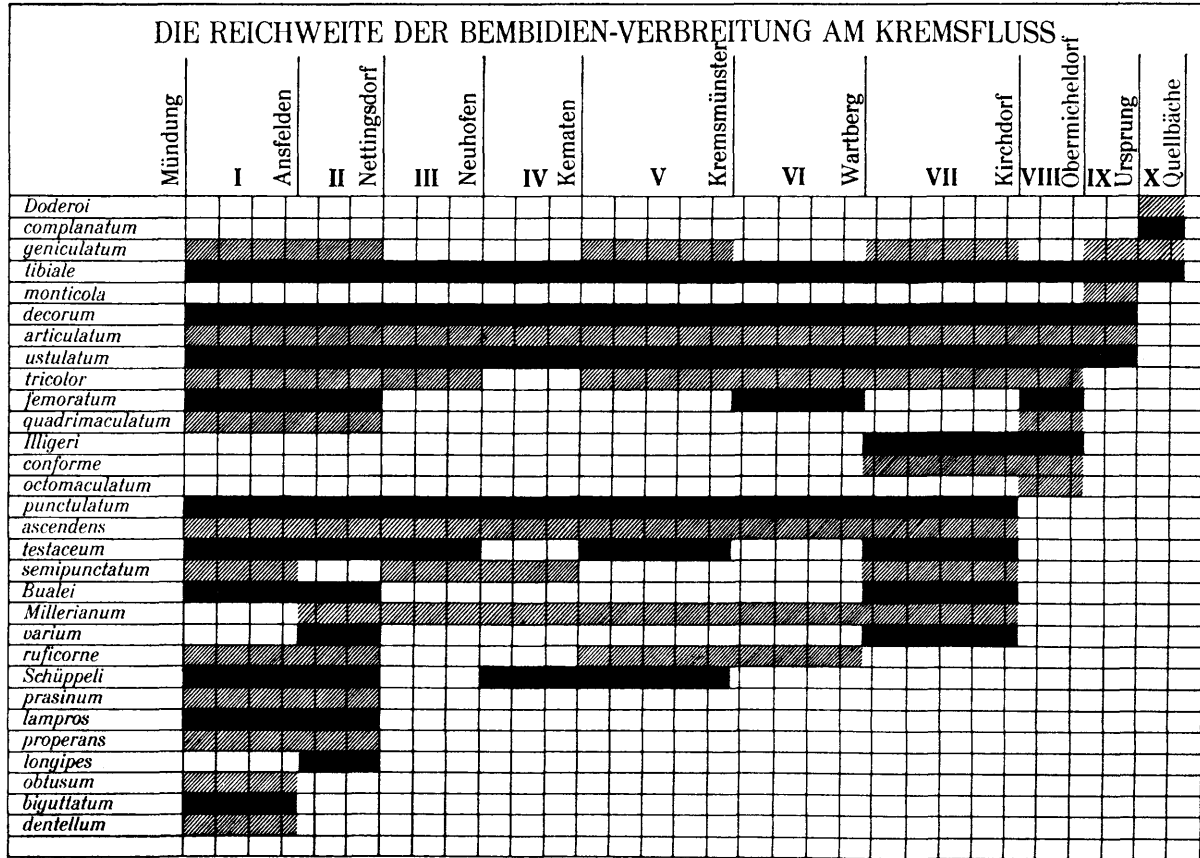 DIE REICHWEITE DER BEMBIDIEN-VERBREITUNG AM KREMSFLUSS
Mündung
I
Ansfelden
II
Nettingsdorf
III
Neuhofen
IV
Kematen
V
Kremsmünster
VI
Wartberg
VII
Kirchdorf
VIII
Obermicheldorf
IX
Ursprung
X
Quellbäche
Doderoi
complanatum
geniculatum
tibiale
monticola
decorum
articulatum
ustulatum
tricolor
femoratum
quadrimaculatum
Illigeri
conforme
octomaculatum
punctulatum
ascendens
testaceum
semipunctatum
Bualei
Millerianum
varium
ruficorne
Schüppeli
prasinum
lampros
properans
longipes
obtusum
biguttatum
dentellum